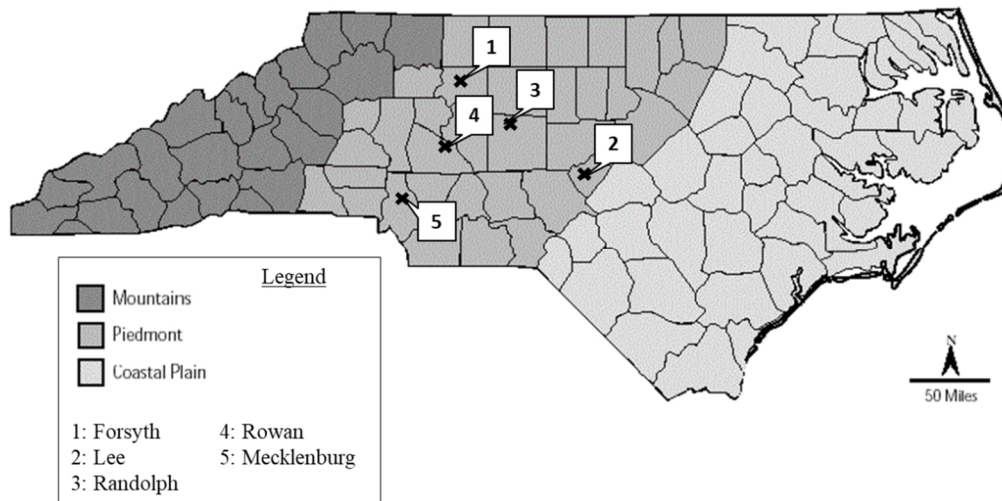 1
3
4
2
5
Legend
Mountains
Piedmont
Coastal Plain
1: Forsyth 4: Rowan
2: Lee 5: Mecklenburg
3: Randolph
N
50 Miles